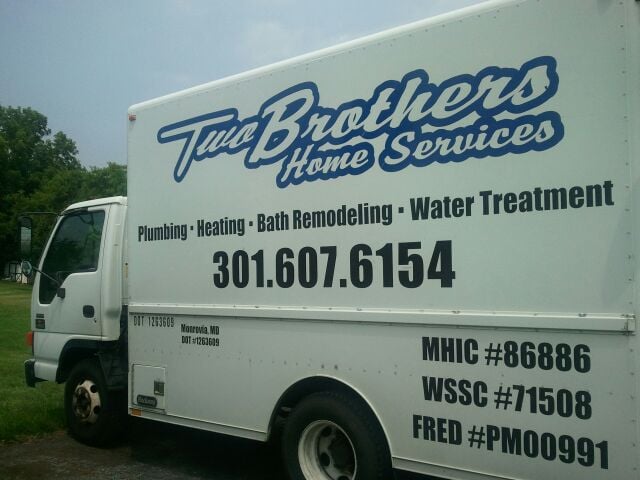 Two Brothers
Home Services
Plumbing · Heating · Bath Remodeling · Water Treatment
301.607.6154
DOT 1263609
Monrovia, MD
DOT #1263609
MHIC #86886
WSSC #71508
FRED #PM00991